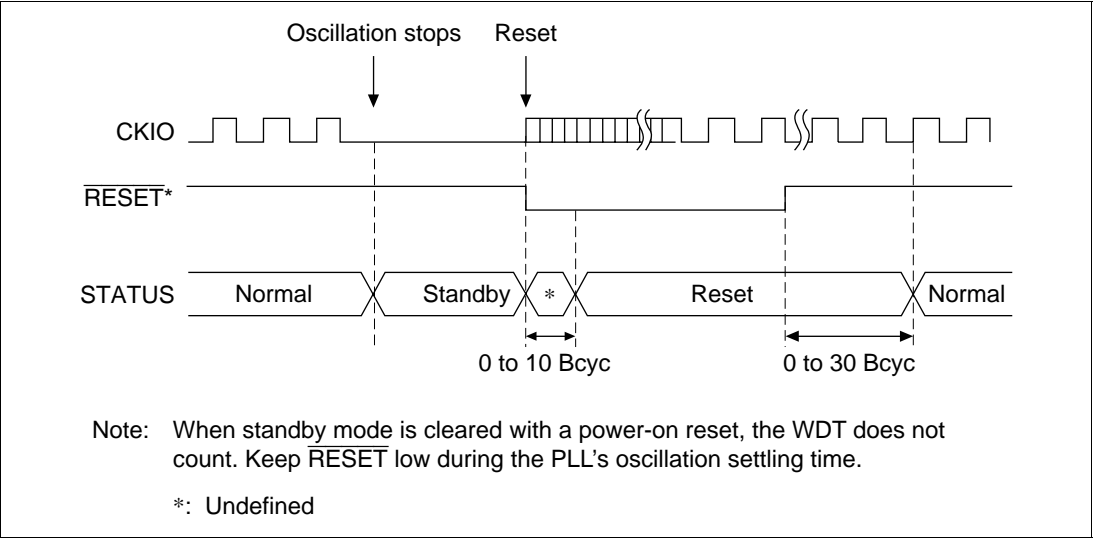 Oscillation stops Reset
CKIO
RESET*
STATUS Normal Standby * Reset Normal
0 to 10 Bcyc 0 to 30 Bcyc
Note: When standby mode is cleared with a power-on reset, the WDT does not
count. Keep RESET low during the PLL's oscillation settling time.
*: Undefined